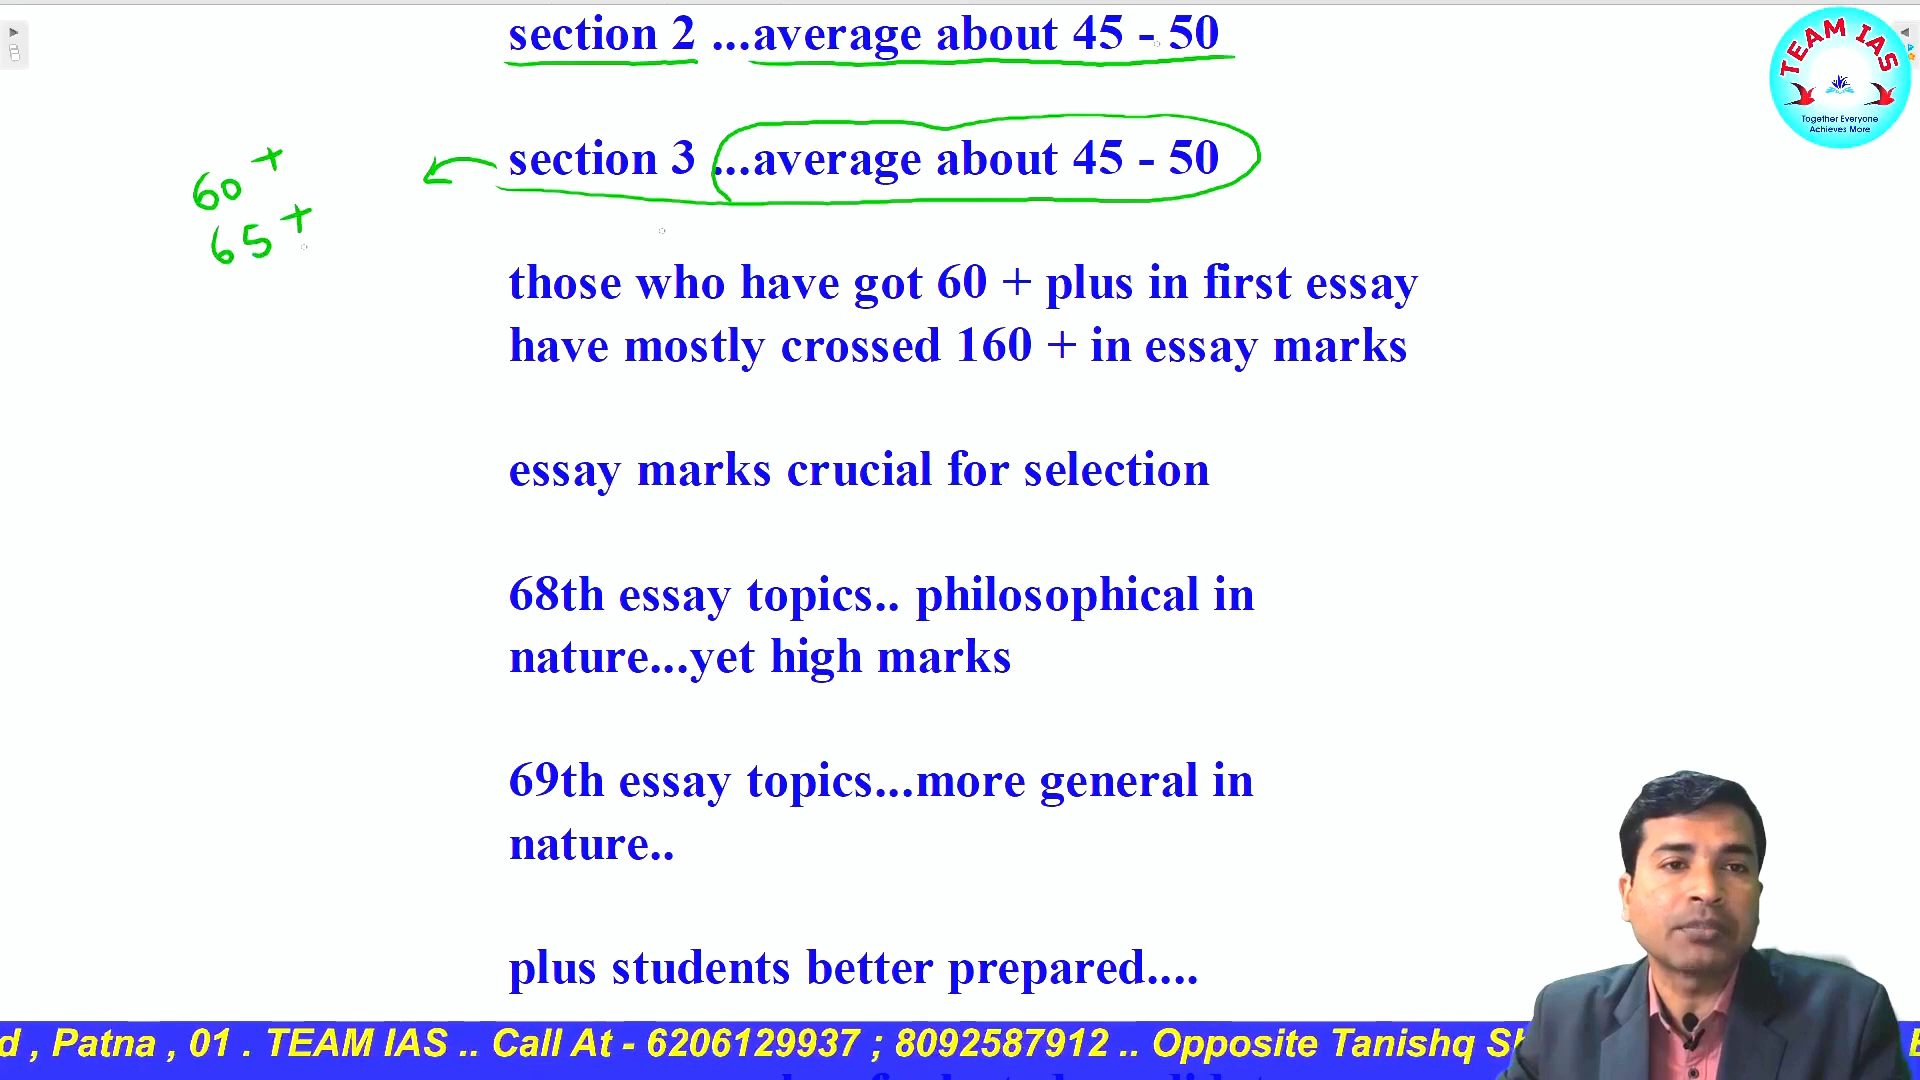 section 2 ...average about 45 - 50
TEAM IAS
Together Everyone
Achieves More
section 3 ...average about 45 - 50
60 +
65 +
those who have got 60 + plus in first essay
have mostly crossed 160 + in essay marks
essay marks crucial for selection
68th essay topics.. philosophical in
nature...yet high marks
69th essay topics...more general in
nature..
plus students better prepared....
d , Patna , 01 . TEAM IAS .. Call At - 6206129937 ; 8092587912 .. Opposite Tanishq